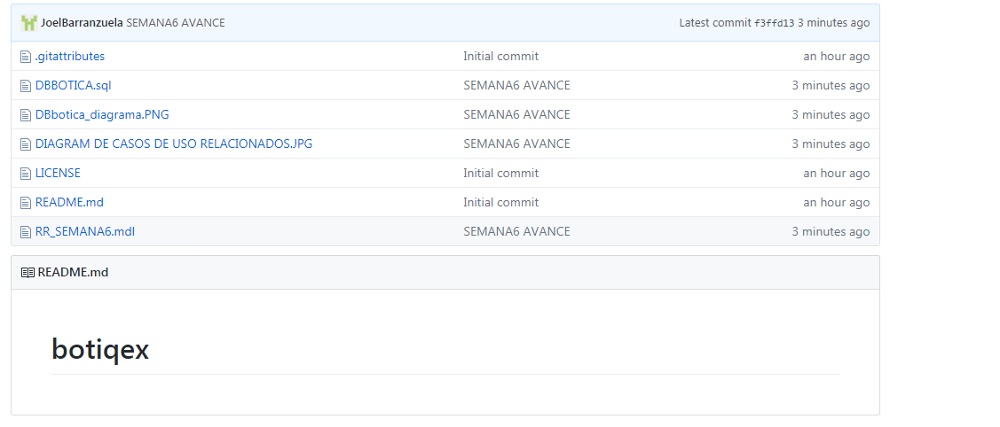 JoelBarranzuela SEMANA6 AVANCE Latest commit f3ffd13 3 minutes ago
.gitattributes Initial commit an hour ago
DBBOTICA.sql SEMANA6 AVANCE 3 minutes ago
DBbotica_diagrama.PNG SEMANA6 AVANCE 3 minutes ago
DIAGRAM DE CASOS DE USO RELACIONADOS.JPG SEMANA6 AVANCE 3 minutes ago
LICENSE Initial commit an hour ago
README.md Initial commit an hour ago
RR_SEMANA6.mdl SEMANA6 AVANCE 3 minutes ago
README.md
botiqex